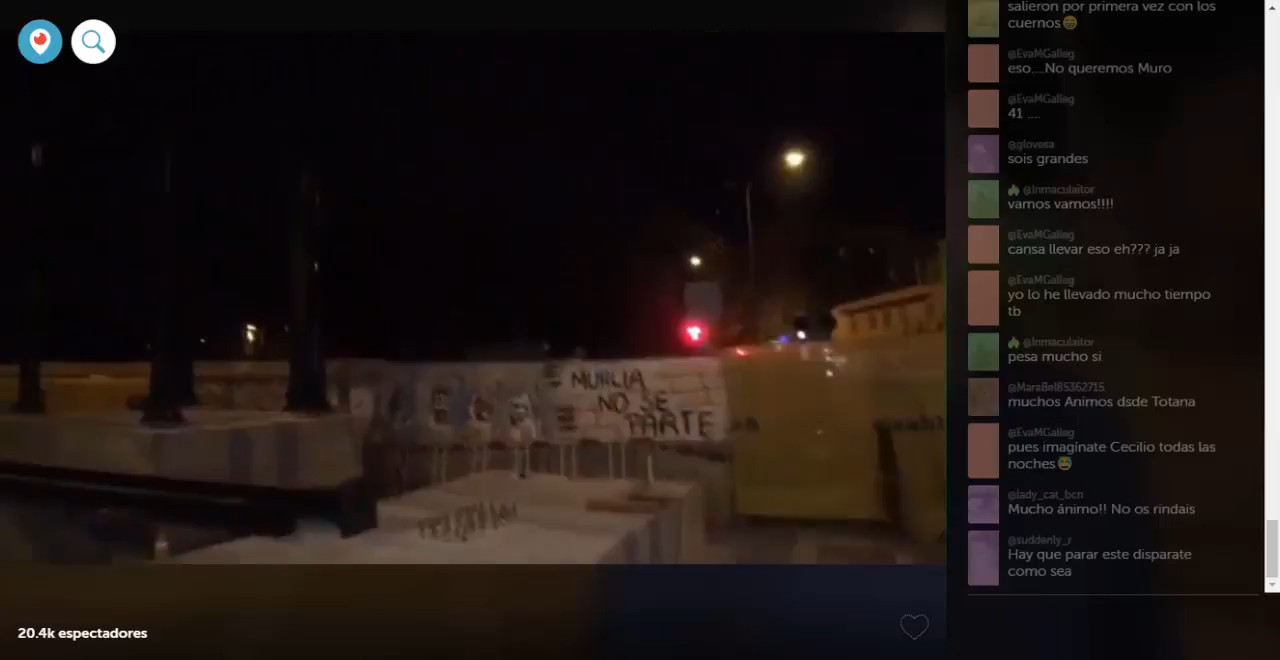 MURCIA
NO SE
PARTE
20.4k espectadores
salieron por primera vez con los
cuernos😁
@EvaMGalleg
eso....No queremos Muro
@EvaMGalleg
41 ....
@glovesa
sois grandes
@Inmaculaitor
vamos vamos!!!!
@EvaMGalleg
cansa llevar eso eh??? ja ja
@EvaMGalleg
yo lo he llevado mucho tiempo
tb
@Inmaculaitor
pesa mucho si
@MaraBel85362715
muchos Animos dsde Totana
@EvaMGalleg
pues imagínate Cecilio todas las
noches😅
@lady_cat_bcn
Mucho ánimo!! No os rindais
@suddenly_r
Hay que parar este disparate
como sea